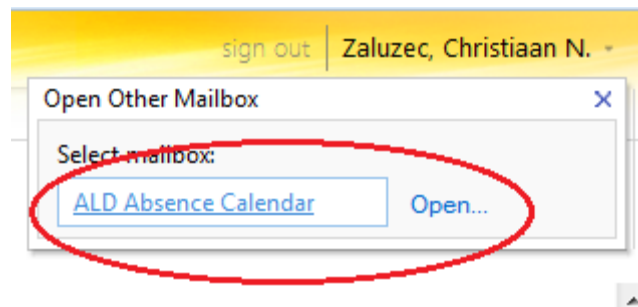 sign out | Zaluzec, Christiaan N.
Open Other Mailbox
Select mailbox:
ALD Absence Calendar Open...